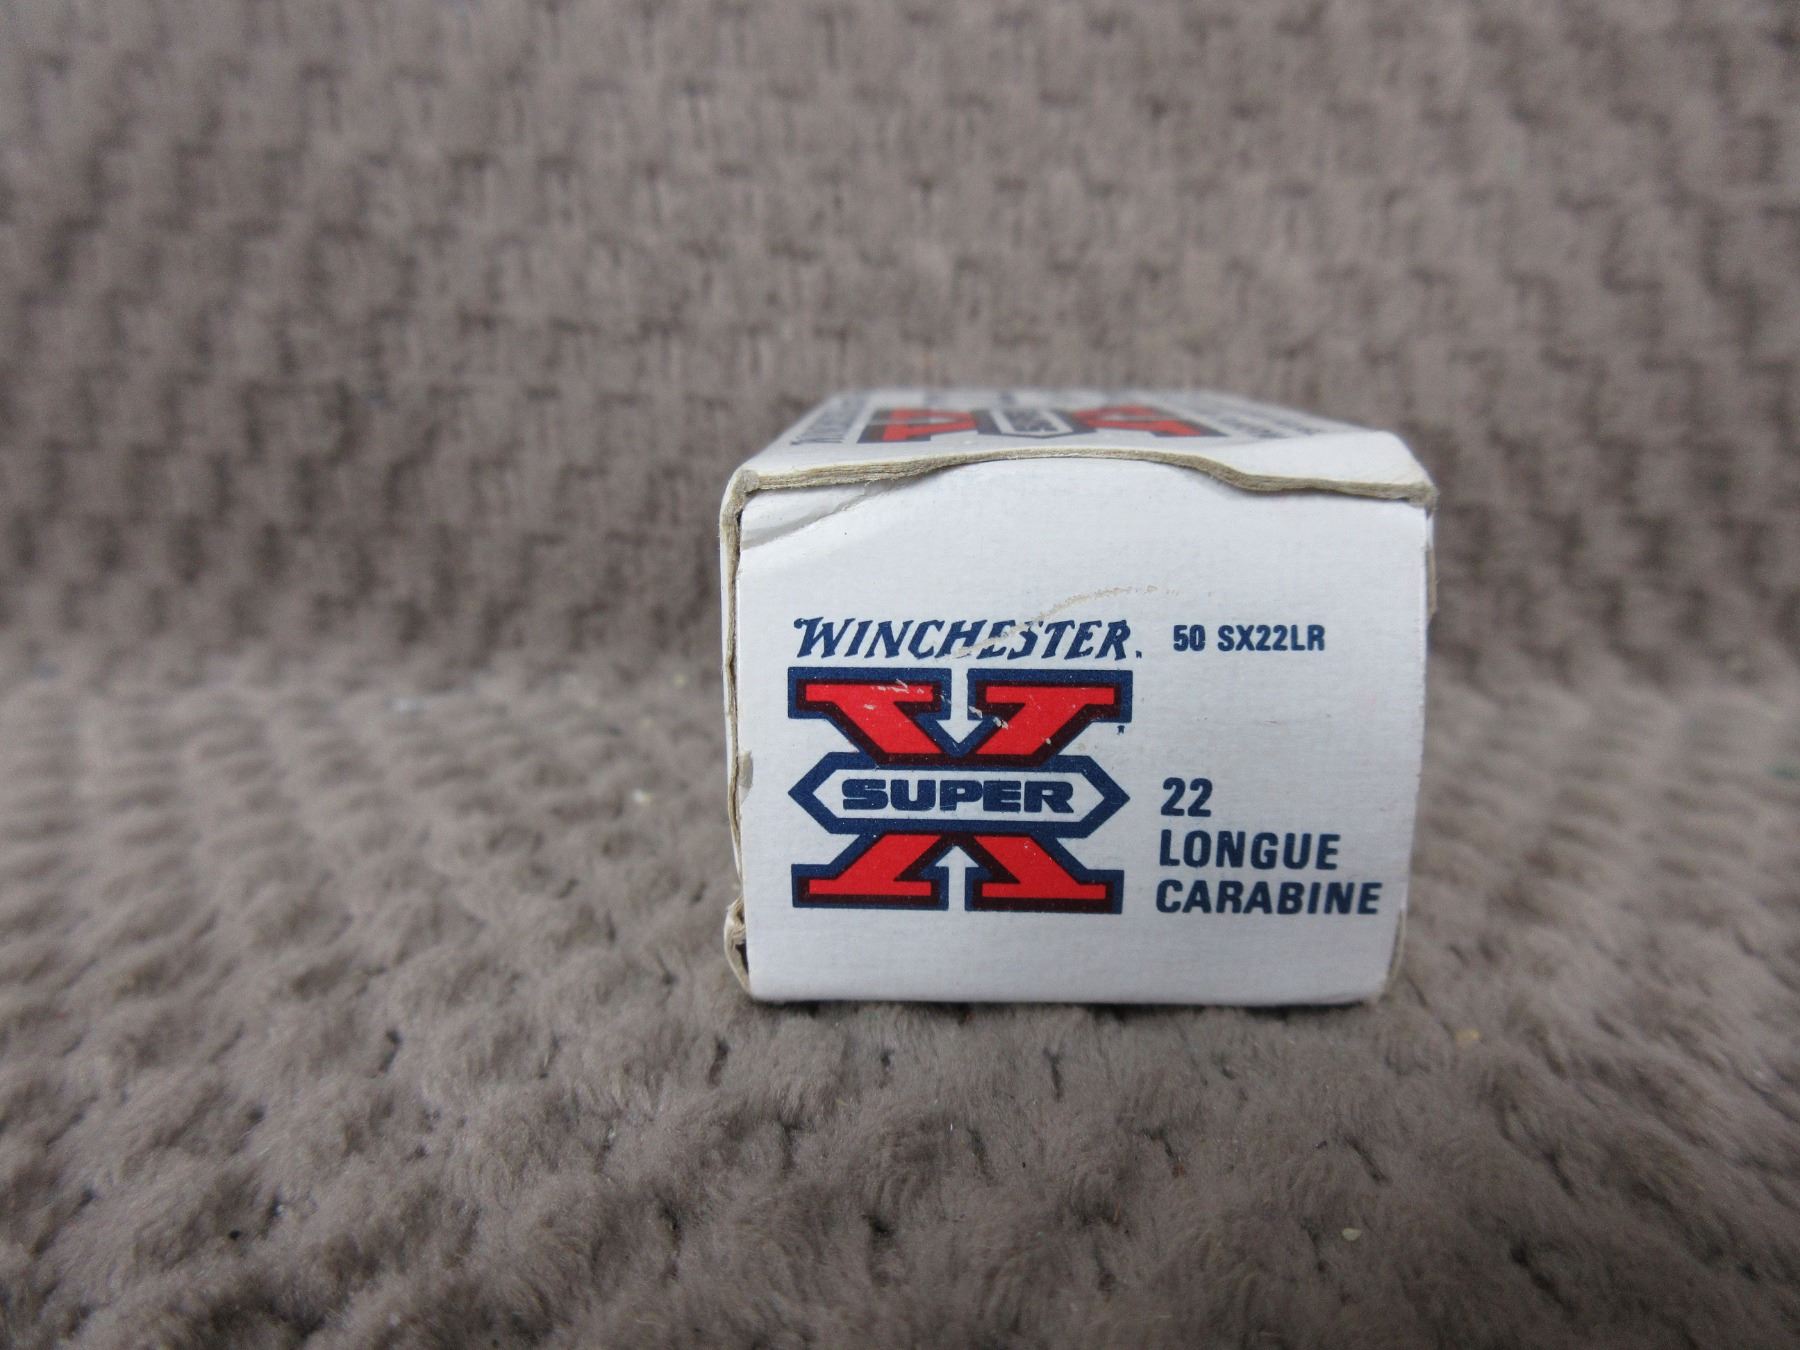 WINCHESTER
50 SX22LR
SUPER X
22
LONGUE
CARABINE